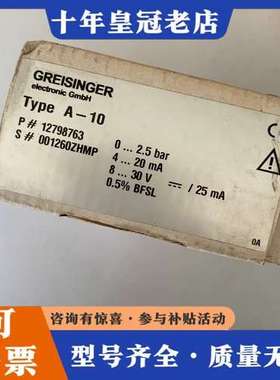 十年皇冠老店
GREISINGER
electronic GmbH
Type A-10
P# 12798763
S# 001260ZHMP
0 ... 2.5 bar
4 ... 20 mA
8 ... 30 V ⎓ / 25 mA
0.5% BFSL
0A
咨询有惊喜·参与补贴活动
型号齐全·质量无